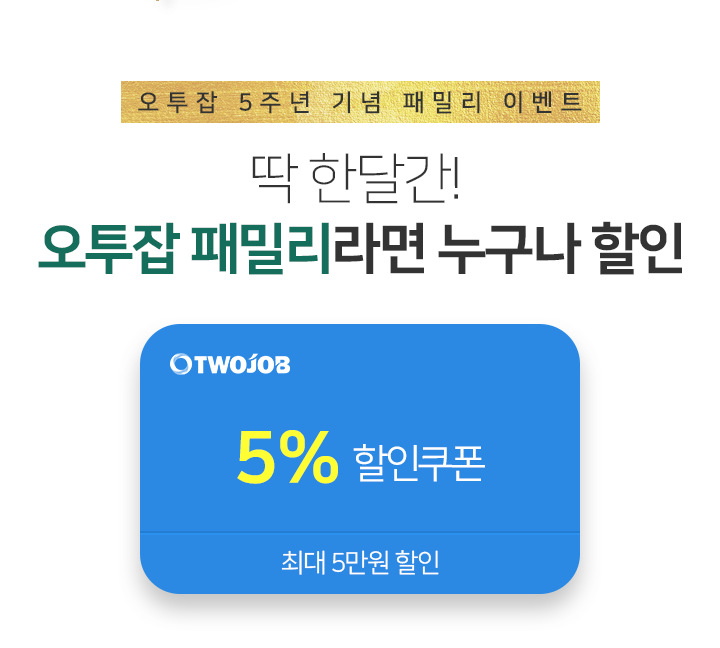 오투잡 5주년 기념 패밀리 이벤트
딱 한달간!
오투잡 패밀리라면 누구나 할인
OTWOJOB
5% 할인쿠폰
최대 5만원 할인